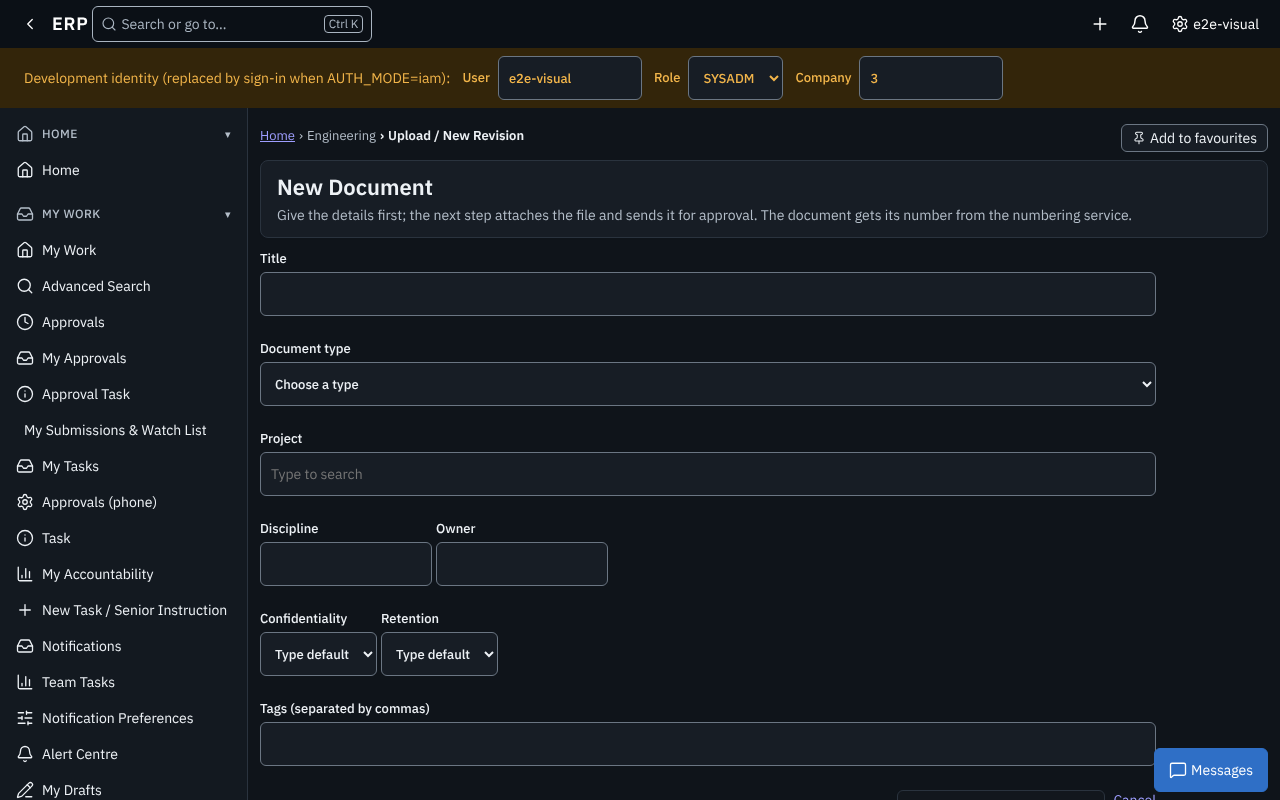 ERP
Search or go to...
Ctrl K
e2e-visual
Development identity (replaced by sign-in when AUTH_MODE=iam):
User
e2e-visual
Role
SYSADM
Company
3
HOME
Home
MY WORK
My Work
Advanced Search
Approvals
My Approvals
Approval Task
My Submissions & Watch List
My Tasks
Approvals (phone)
Task
My Accountability
New Task / Senior Instruction
Notifications
Team Tasks
Notification Preferences
Alert Centre
My Drafts
Home › Engineering › Upload / New Revision
Add to favourites
New Document
Give the details first; the next step attaches the file and sends it for approval. The document gets its number from the numbering service.
Title
Document type
Choose a type
Project
Type to search
Discipline
Owner
Confidentiality
Retention
Type default
Type default
Tags (separated by commas)
Cancel
Messages